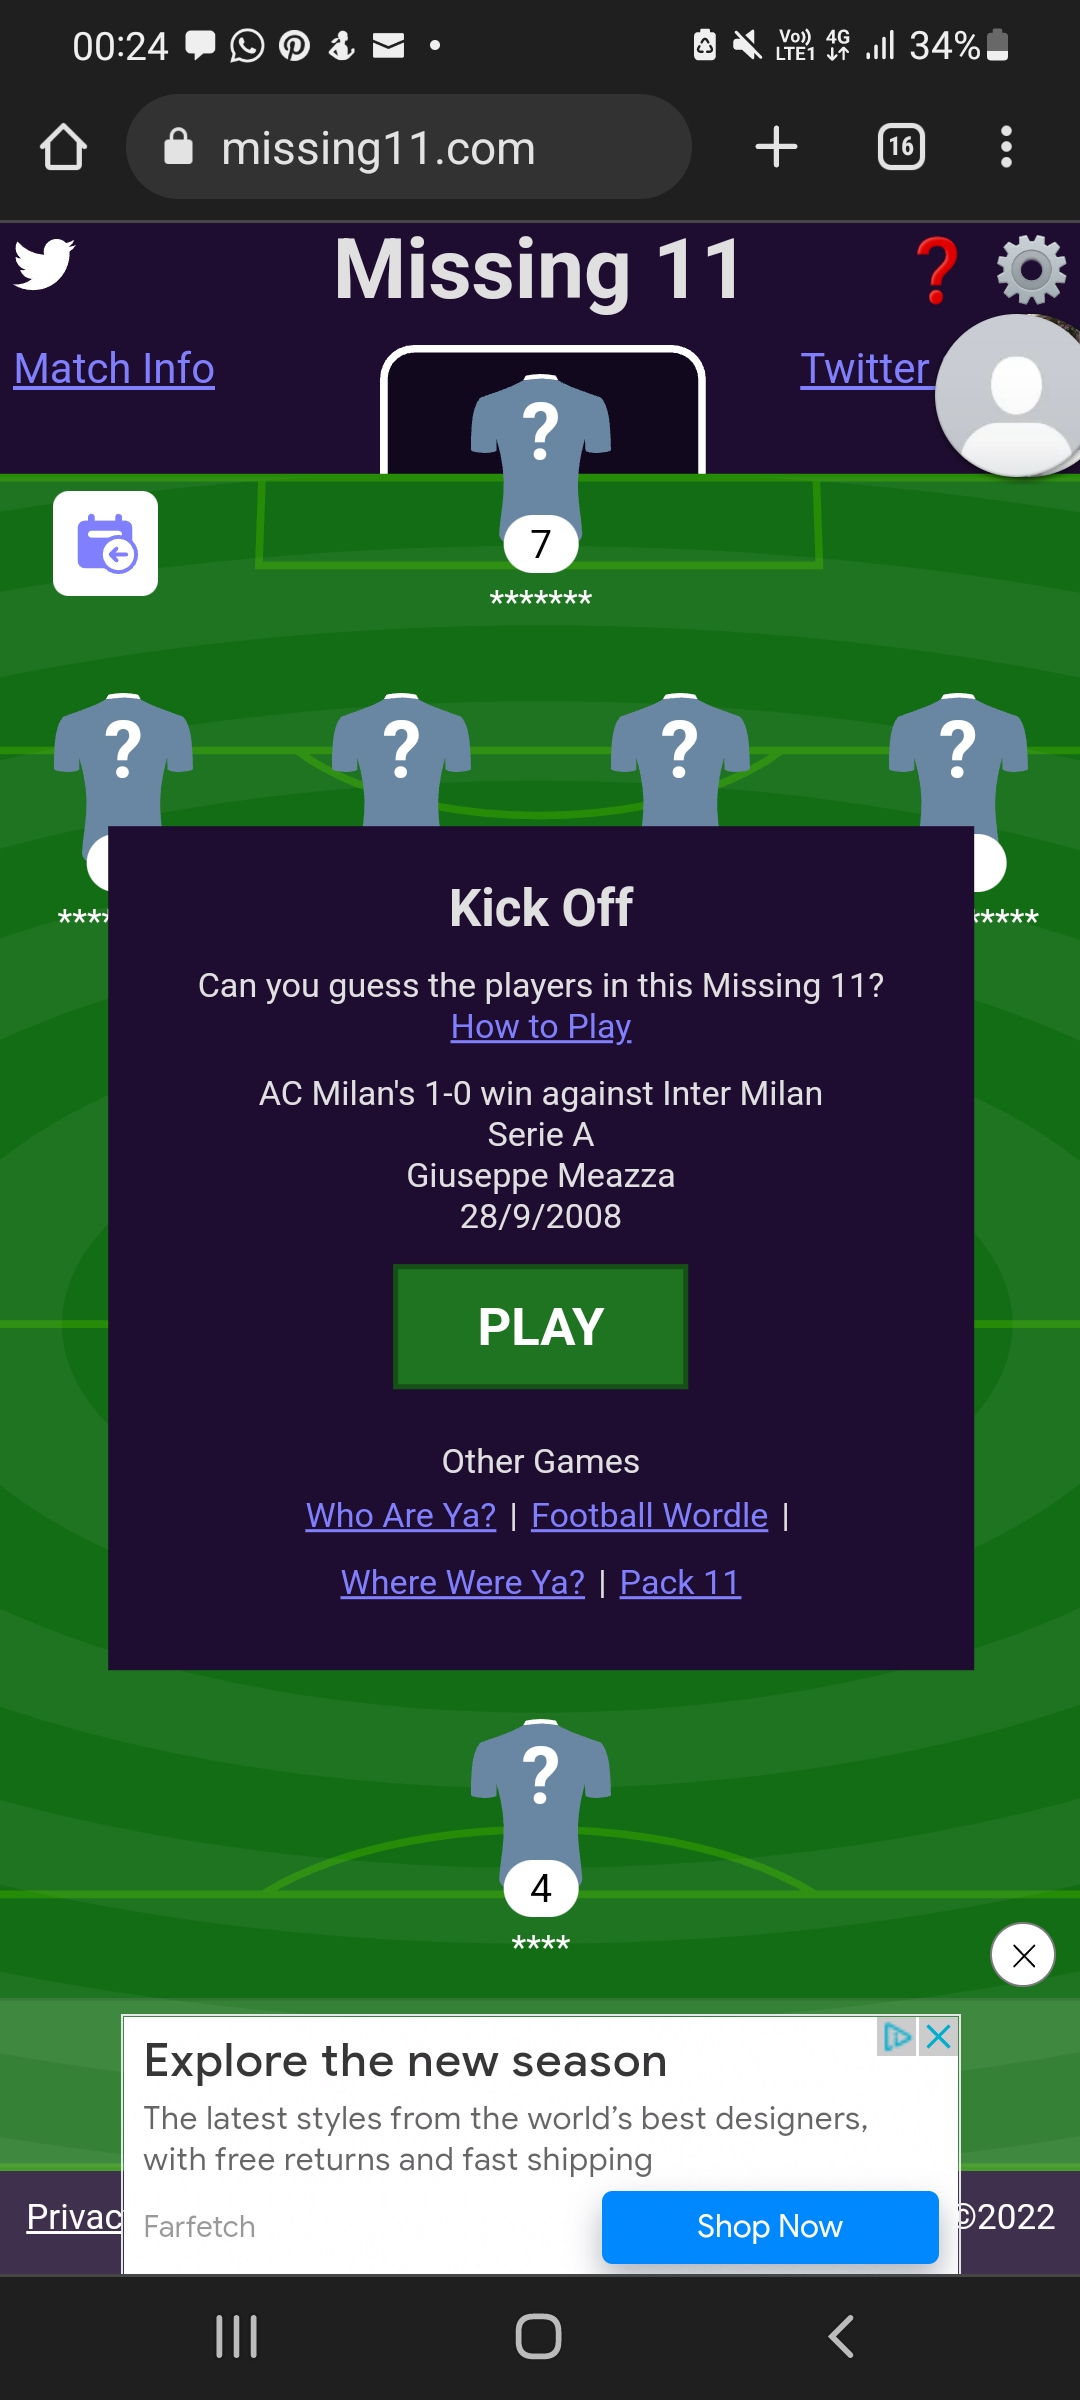 00:24
Vo)) LTE1 4G 34%
missing11.com
16
Missing 11
Match Info
Twitter
?
7
*******
? ? ? ?
Kick Off
Can you guess the players in this Missing 11?
How to Play
AC Milan's 1-0 win against Inter Milan
Serie A
Giuseppe Meazza
28/9/2008
PLAY
Other Games
Who Are Ya? | Football Wordle |
Where Were Ya? | Pack 11
?
4
****
Explore the new season
The latest styles from the world's best designers,
with free returns and fast shipping
Farfetch
Shop Now
©2022